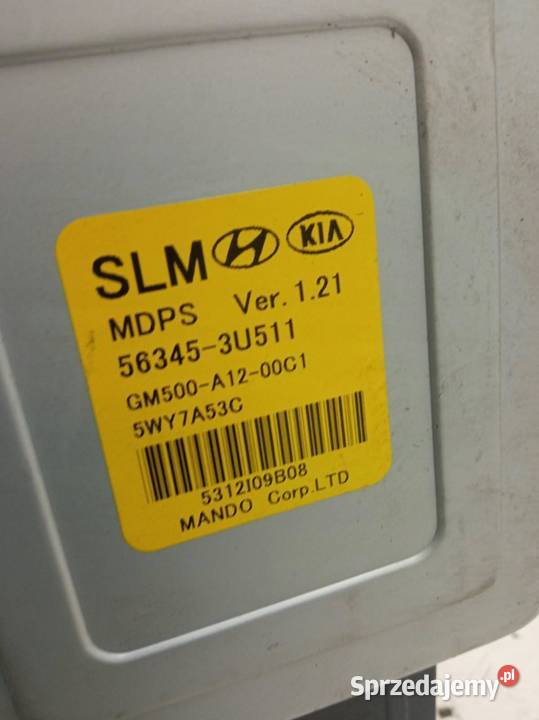 SLM KIA
MDPS Ver. 1.21
56345-3U511
GM500-A12-00C1
5WY7A53C
5312I09B08
MANDO Corp.LTD
Sprzedajemy.pl